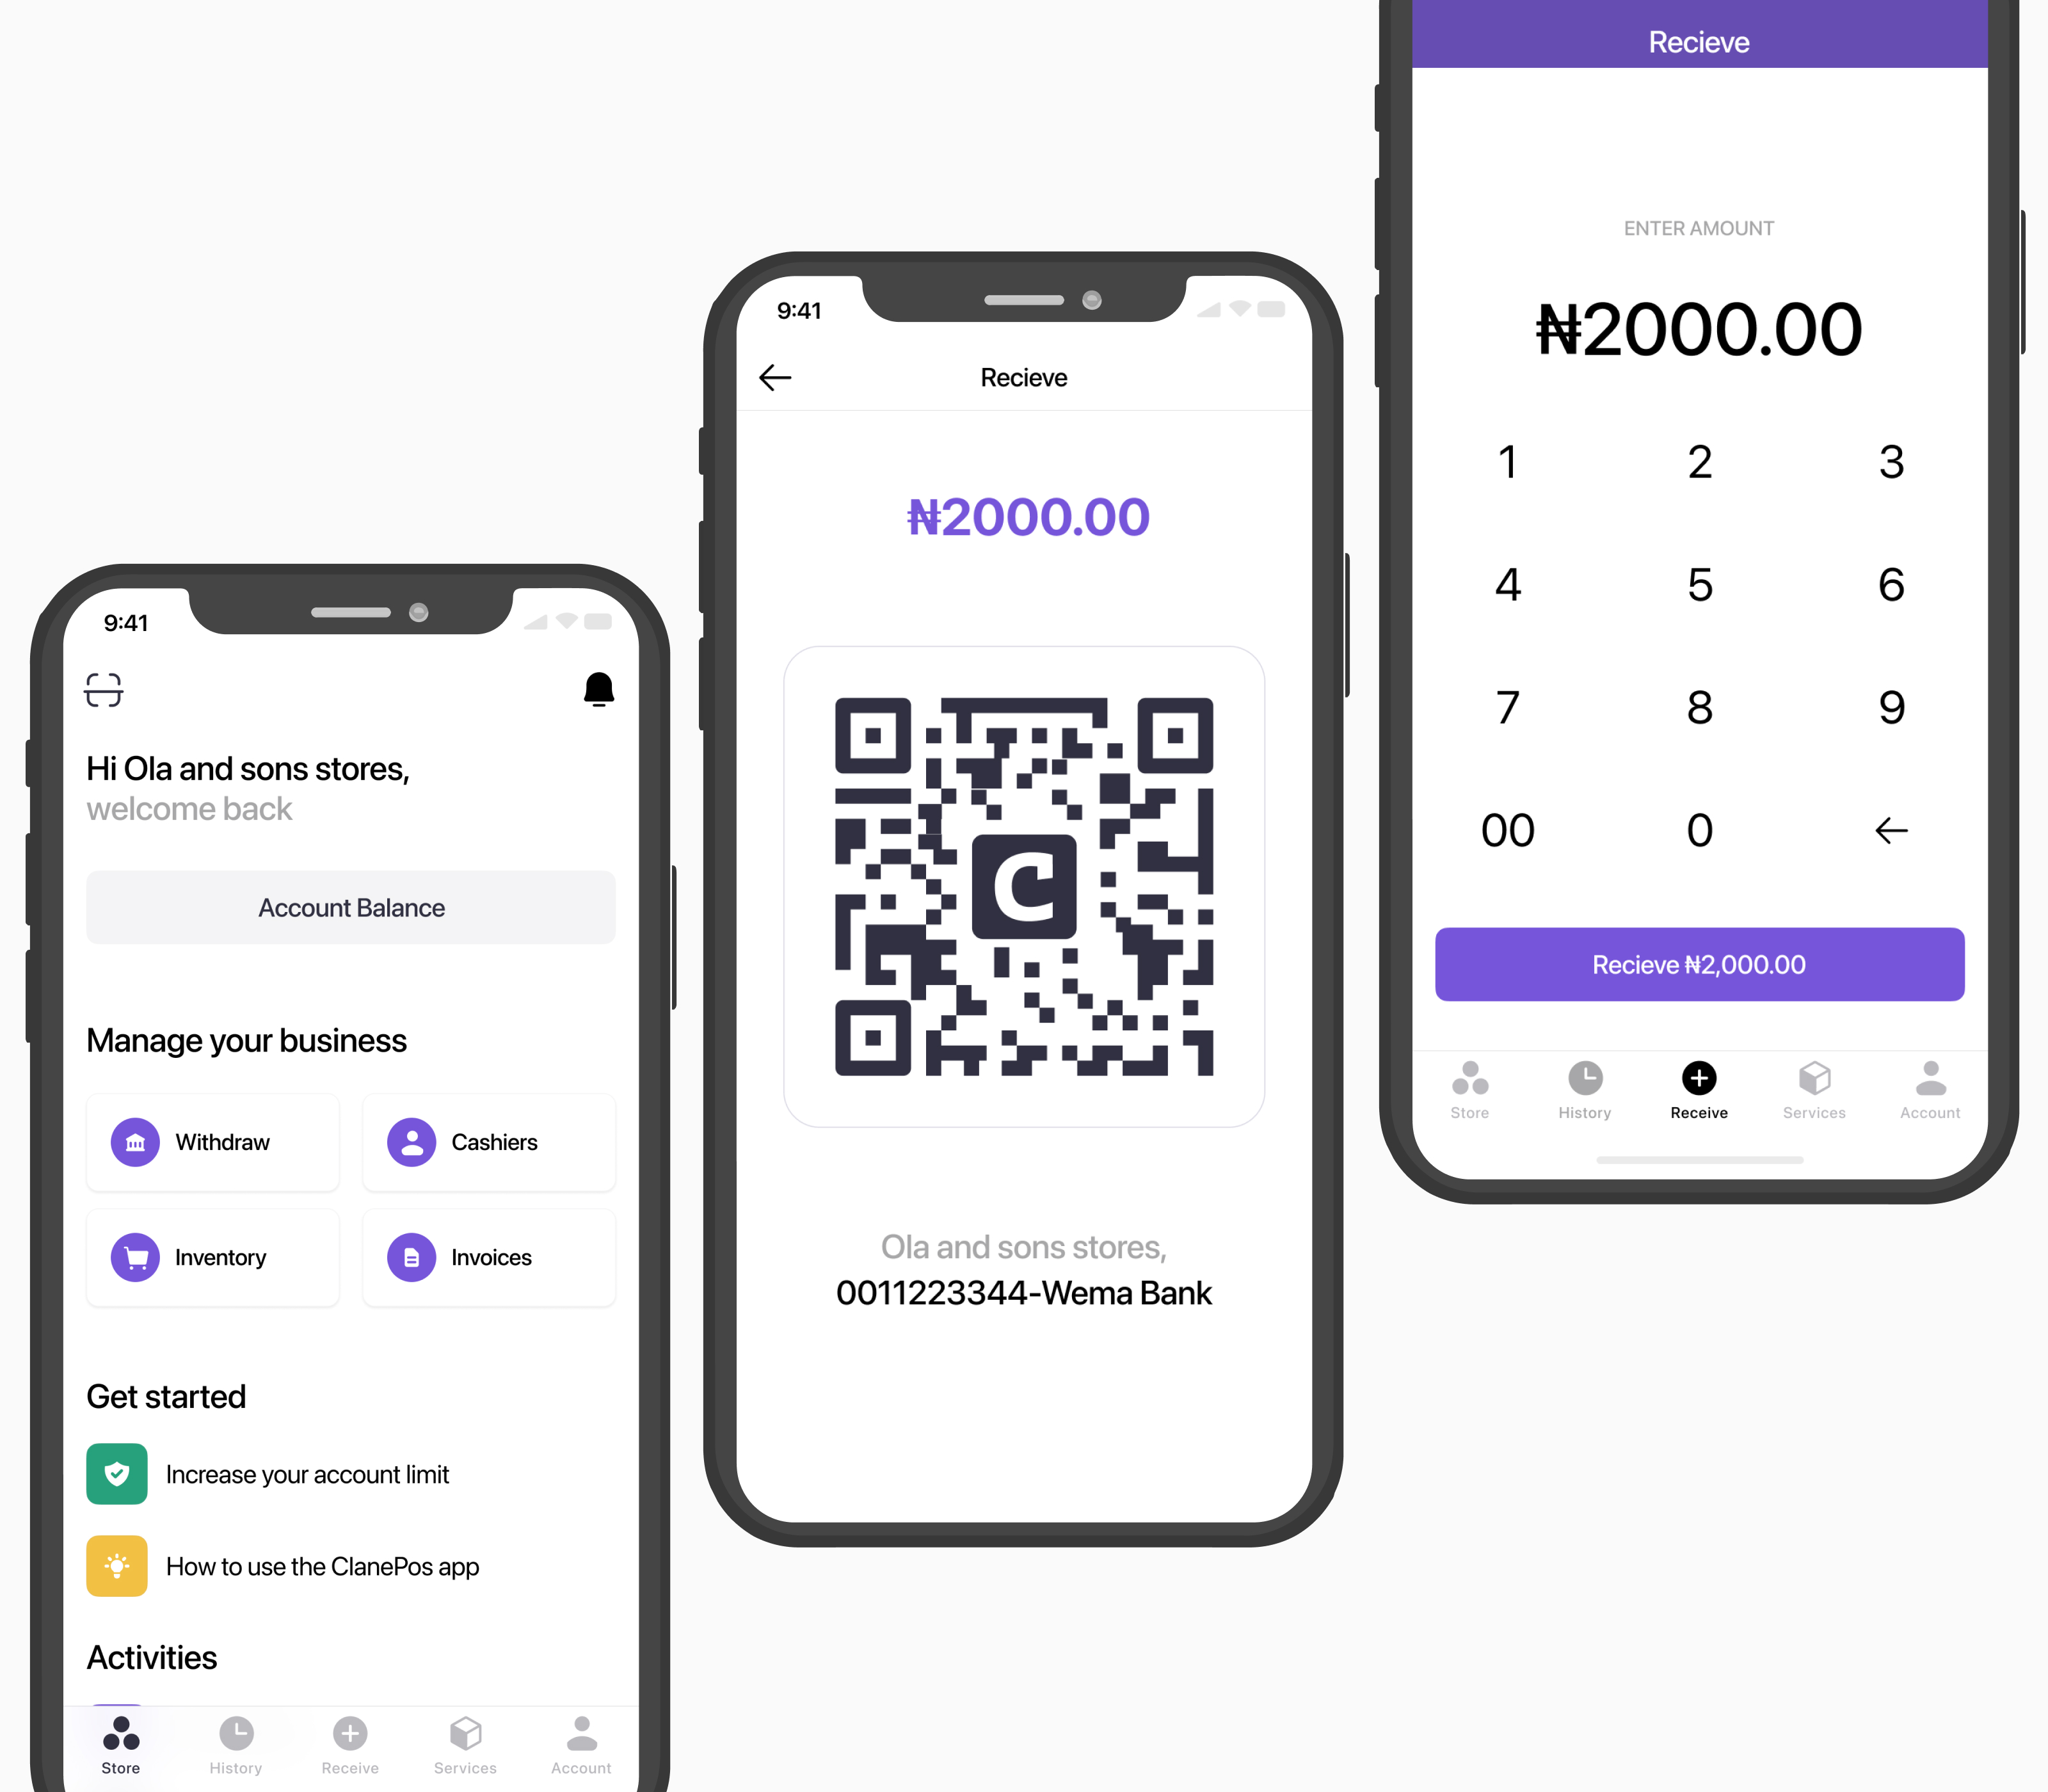 9:41
Hi Ola and sons stores,
welcome back
Account Balance
Manage your business
Withdraw
Cashiers
Inventory
Invoices
Get started
Increase your account limit
How to use the ClanePos app
Activities
Store
History
Receive
Services
Account
9:41
Recieve
₦2000.00
C
Ola and sons stores,
0011223344-Wema Bank
Recieve
ENTER AMOUNT
₦2000.00
1 2 3
4 5 6
7 8 9
00 0
Recieve ₦2,000.00
Store
History
Receive
Services
Account